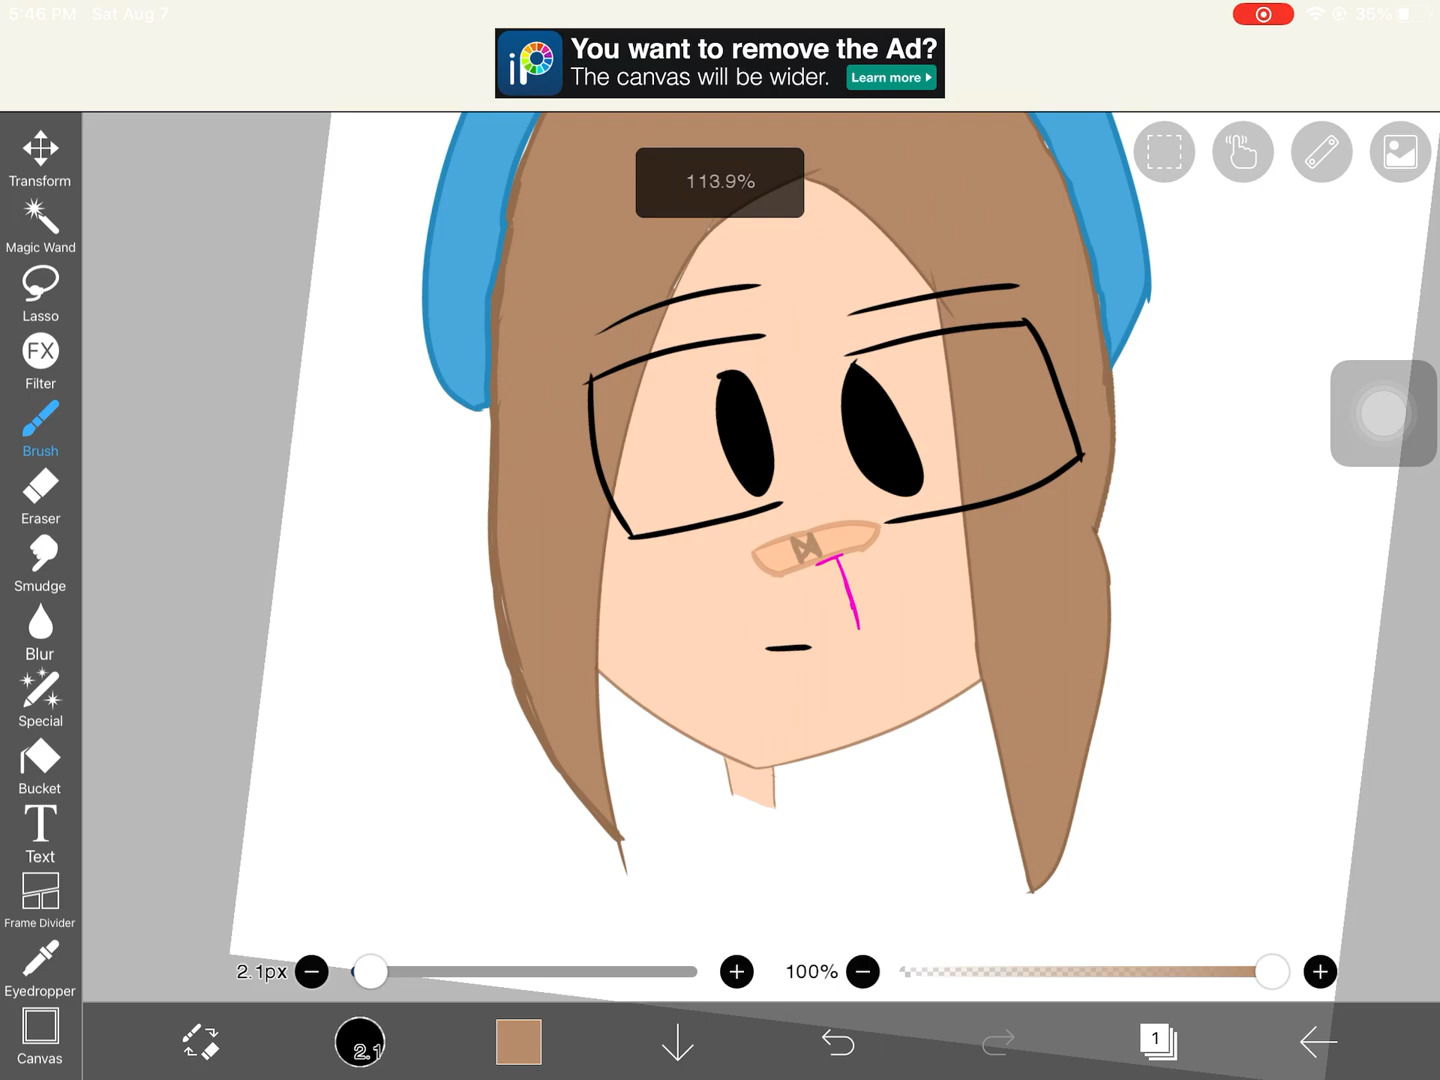 5:46 PM Sat Aug 7
35%
You want to remove the Ad?
The canvas will be wider.
Learn more
iP
113.9%
Transform
Magic Wand
Lasso
FX
Filter
Brush
Eraser
Smudge
Blur
Special
Bucket
T
Text
Frame Divider
Eyedropper
Canvas
2.1px
100%
2.1
1